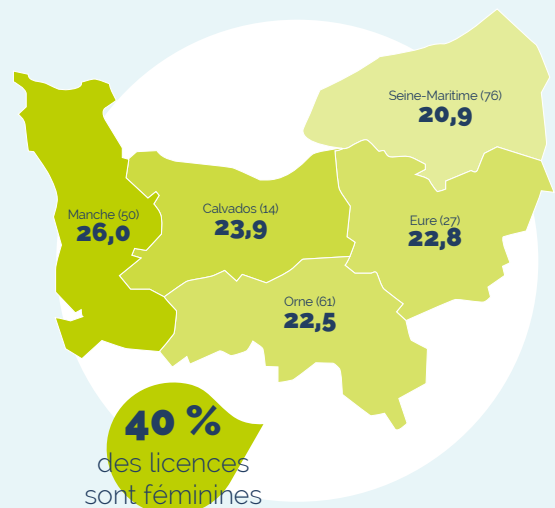 Seine-Maritime (76)
20,9
Manche (50)
26,0
Calvados (14)
23,9
Eure (27)
22,8
Orne (61)
22,5
40 %
des licences
sont féminines